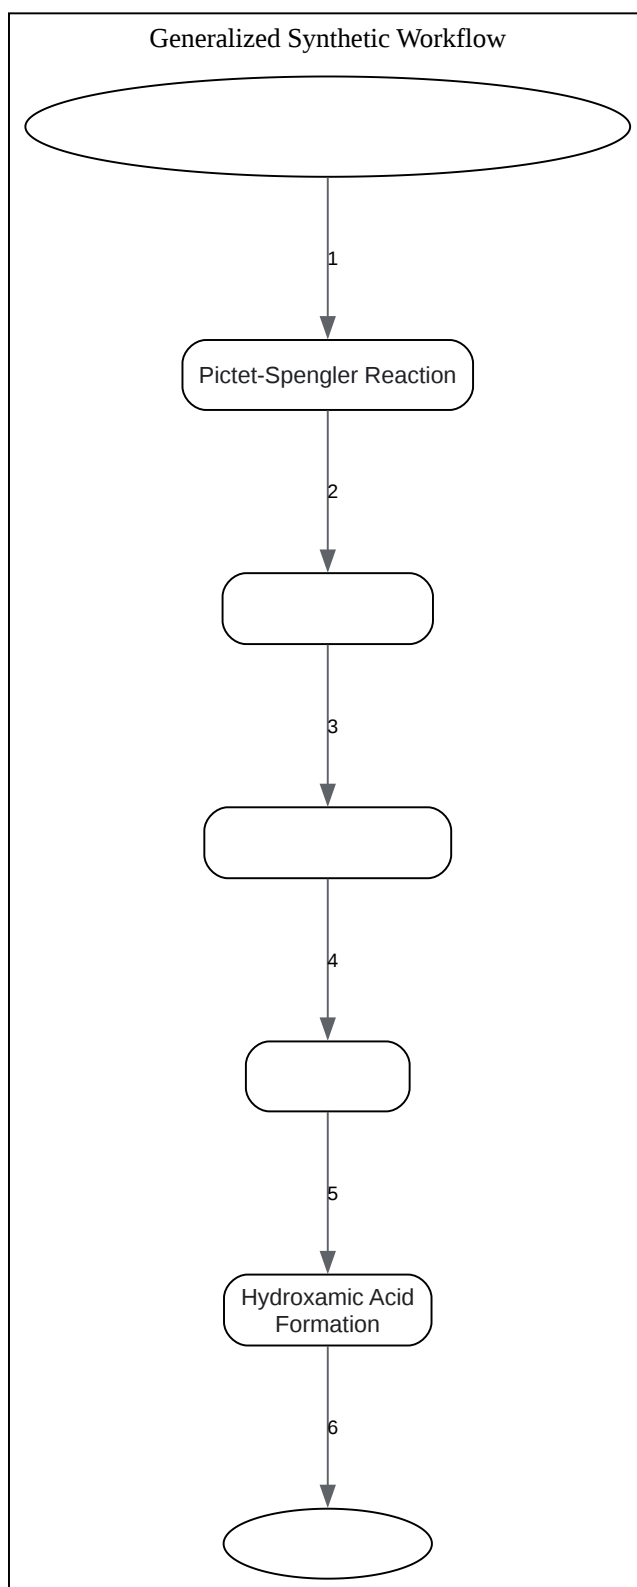 Generalized Synthetic Workflow
1
Pictet-Spengler Reaction
2
3
4
5
Hydroxamic Acid
Formation
6